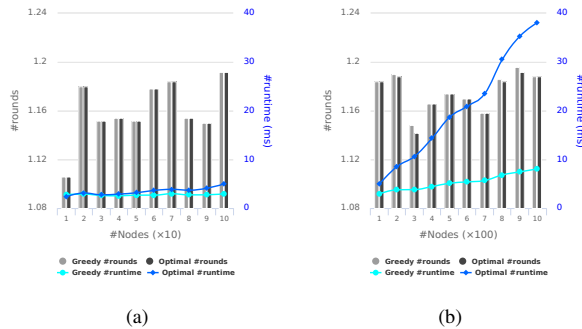 1.24 40 1.24 40
1.2 30 1.2 30
1.16 20 1.16 20
1.12 10 1.12 10
1.08 0 1.08 0
#rounds #runtime (ms) #rounds #runtime (ms)
1 2 3 4 5 6 7 8 9 10 1 2 3 4 5 6 7 8 9 10
#Nodes (×10) #Nodes (×100)
Greedy #rounds Optimal #rounds Greedy #rounds Optimal #rounds
Greedy #runtime Optimal #runtime Greedy #runtime Optimal #runtime
(a) (b)